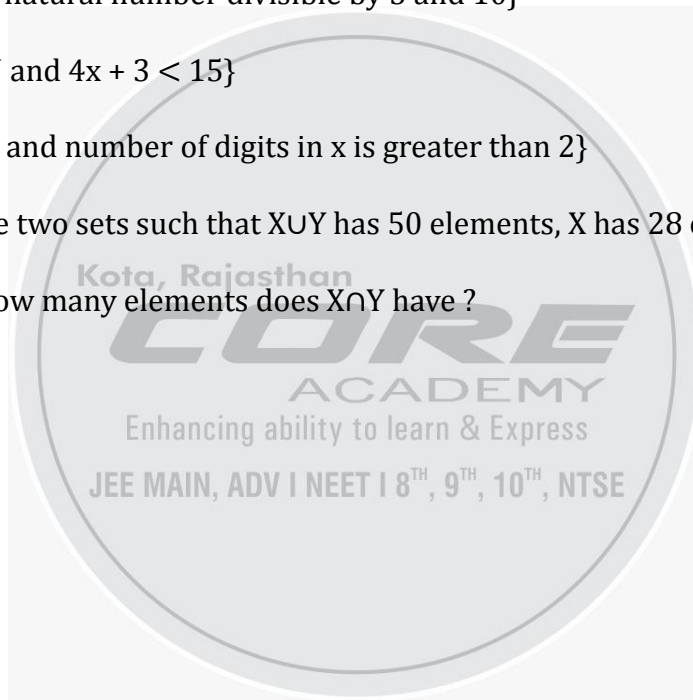 natural number divisible by 5 and 10}
and 4x + 3 < 15}
and number of digits in x is greater than 2}
two sets such that X∪Y has 50 elements, X has 28
how many elements does X∩Y have ?
Kota, Rajasthan
CORE
ACADEMY
Enhancing ability to learn & Express
JEE MAIN, ADV I NEET I 8TH, 9TH, 10TH, NTSE